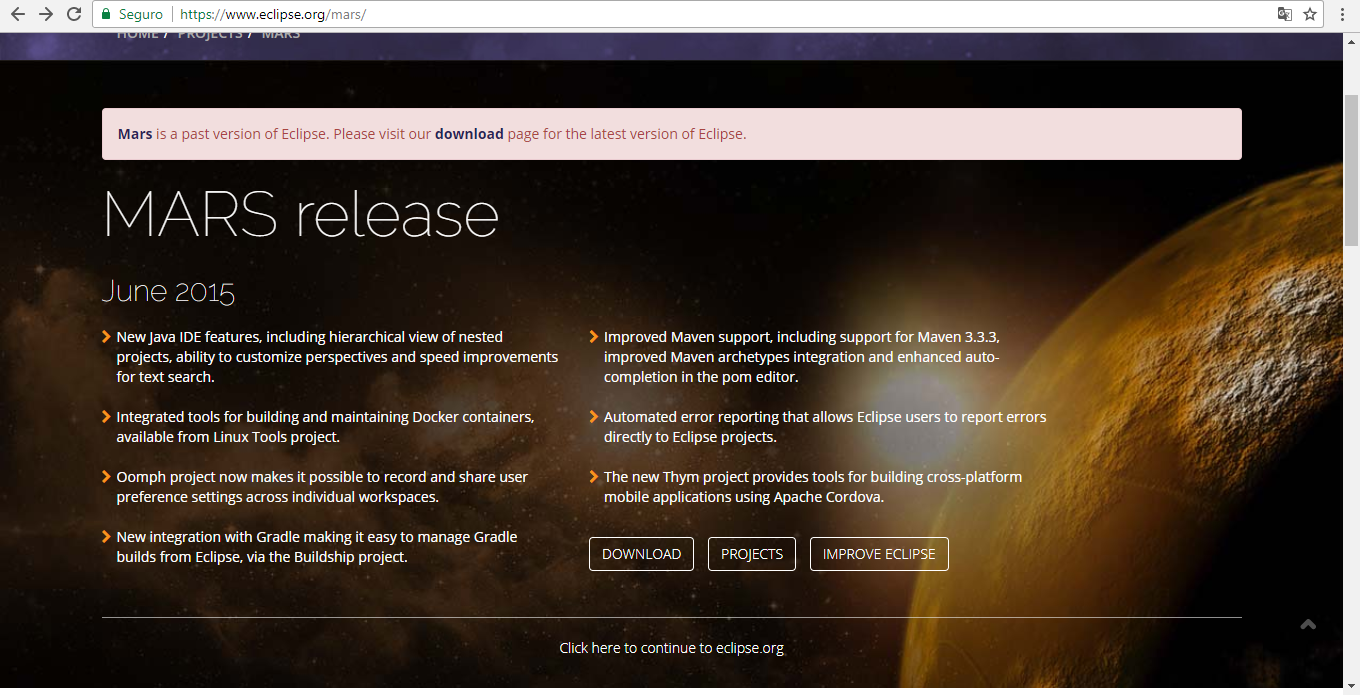 Seguro
https://www.eclipse.org/mars/
HOME / PROJECTS / MARS
Mars is a past version of Eclipse. Please visit our download page for the latest version of Eclipse.
MARS release
June 2015
New Java IDE features, including hierarchical view of nested
projects, ability to customize perspectives and speed improvements
for text search.
Integrated tools for building and maintaining Docker containers,
available from Linux Tools project.
Oomph project now makes it possible to record and share user
preference settings across individual workspaces.
New integration with Gradle making it easy to manage Gradle
builds from Eclipse, via the Buildship project.
Improved Maven support, including support for Maven 3.3.3,
improved Maven archetypes integration and enhanced auto-
completion in the pom editor.
Automated error reporting that allows Eclipse users to report errors
directly to Eclipse projects.
The new Thym project provides tools for building cross-platform
mobile applications using Apache Cordova.
DOWNLOAD
PROJECTS
IMPROVE ECLIPSE
Click here to continue to eclipse.org